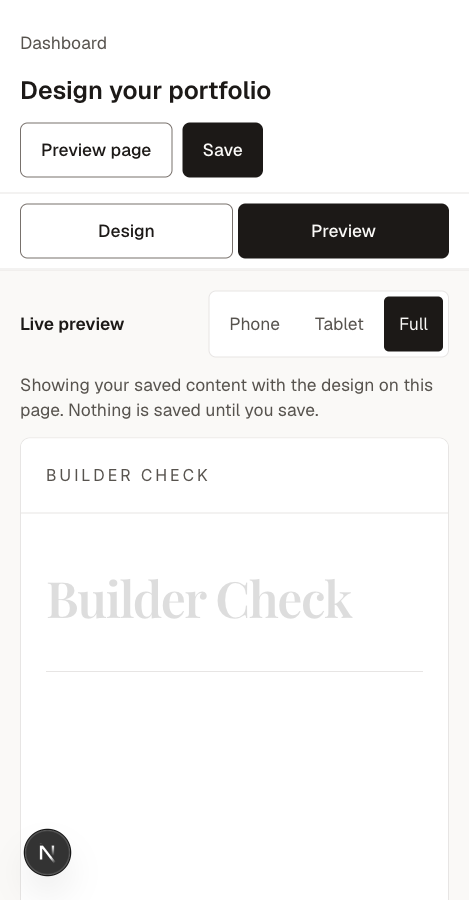 Dashboard
Design your portfolio
Preview page
Save
Design
Preview
Live preview
Phone
Tablet
Full
Showing your saved content with the design on this
page. Nothing is saved until you save.
BUILDER CHECK
Builder Check
N